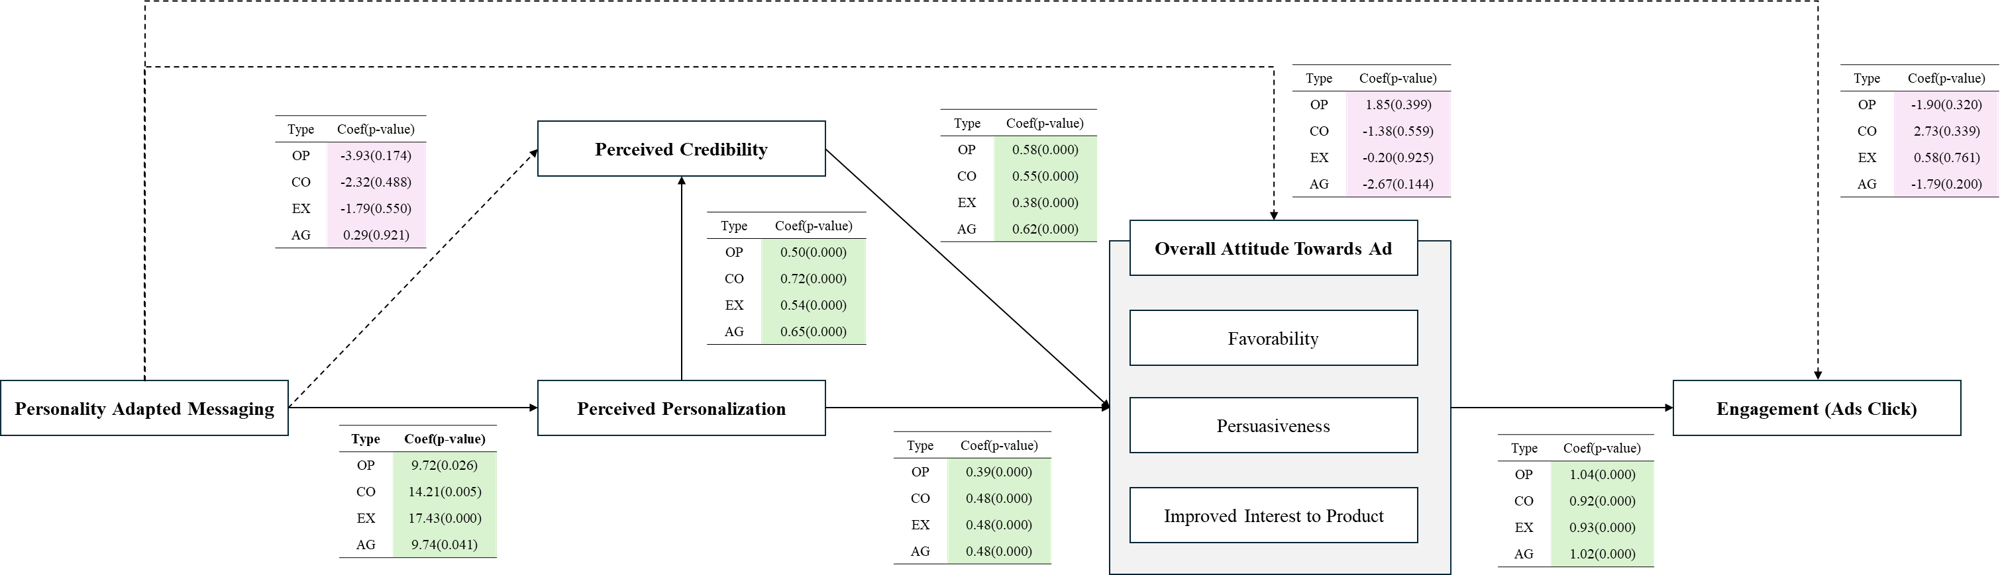 Type Coef(p-value)
OP 1.85(0.399)
CO -1.38(0.559)
EX -0.20(0.925)
AG -2.67(0.144)
Type Coef(p-value)
OP -1.90(0.320)
CO 2.73(0.339)
EX 0.58(0.761)
AG -1.79(0.200)
Type Coef(p-value)
OP -3.93(0.174)
CO -2.32(0.488)
EX -1.79(0.550)
AG 0.29(0.921)
Perceived Credibility
Type Coef(p-value)
OP 0.58(0.000)
CO 0.55(0.000)
EX 0.38(0.000)
AG 0.62(0.000)
Type Coef(p-value)
OP 0.50(0.000)
CO 0.72(0.000)
EX 0.54(0.000)
AG 0.65(0.000)
Overall Attitude Towards Ad
Favorability
Persuasiveness
Improved Interest to Product
Personality Adapted Messaging
Perceived Personalization
Engagement (Ads Click)
Type Coef(p-value)
OP 9.72(0.026)
CO 14.21(0.005)
EX 17.43(0.000)
AG 9.74(0.041)
Type Coef(p-value)
OP 0.39(0.000)
CO 0.48(0.000)
EX 0.48(0.000)
AG 0.48(0.000)
Type Coef(p-value)
OP 1.04(0.000)
CO 0.92(0.000)
EX 0.93(0.000)
AG 1.02(0.000)